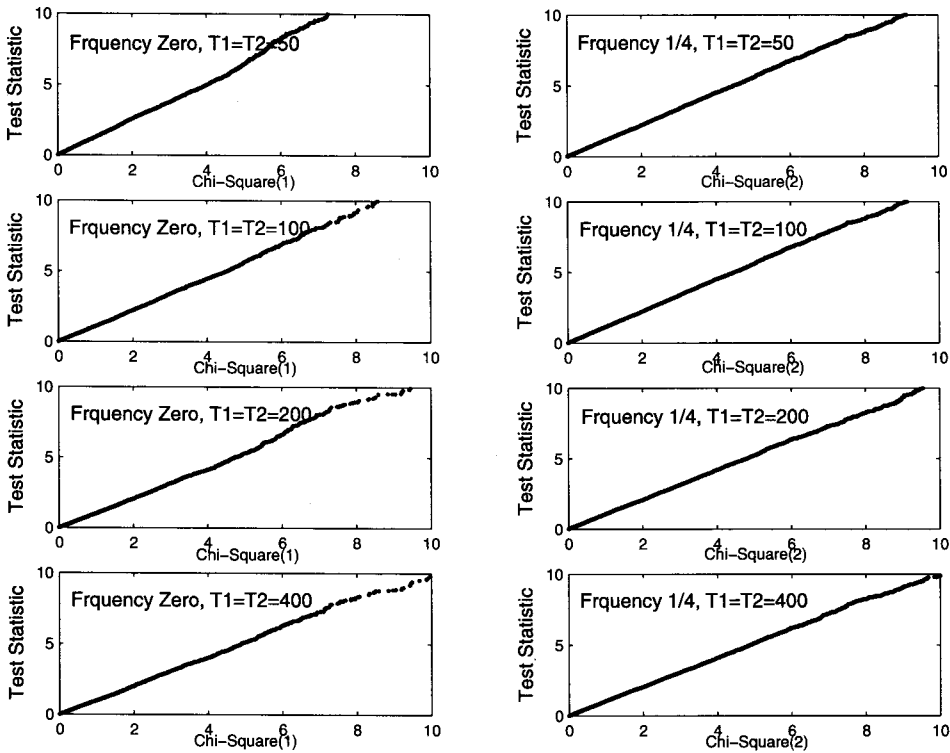 Test Statistic
10
5
0
Frquency Zero, T1=T2=50
0 2 4 6 8 10
Chi-Square(1)
Test Statistic
10
5
0
Frquency 1/4, T1=T2=50
0 2 4 6 8 10
Chi-Square(2)
Test Statistic
10
5
0
Frquency Zero, T1=T2=100
0 2 4 6 8 10
Chi-Square(1)
Test Statistic
10
5
0
Frquency 1/4, T1=T2=100
0 2 4 6 8 10
Chi-Square(2)
Test Statistic
10
5
0
Frquency Zero, T1=T2=200
0 2 4 6 8 10
Chi-Square(1)
Test Statistic
10
5
0
Frquency 1/4, T1=T2=200
0 2 4 6 8 10
Chi-Square(2)
Test Statistic
10
5
0
Frquency Zero, T1=T2=400
0 2 4 6 8 10
Chi-Square(1)
Test Statistic
10
5
0
Frquency 1/4, T1=T2=400
0 2 4 6 8 10
Chi-Square(2)